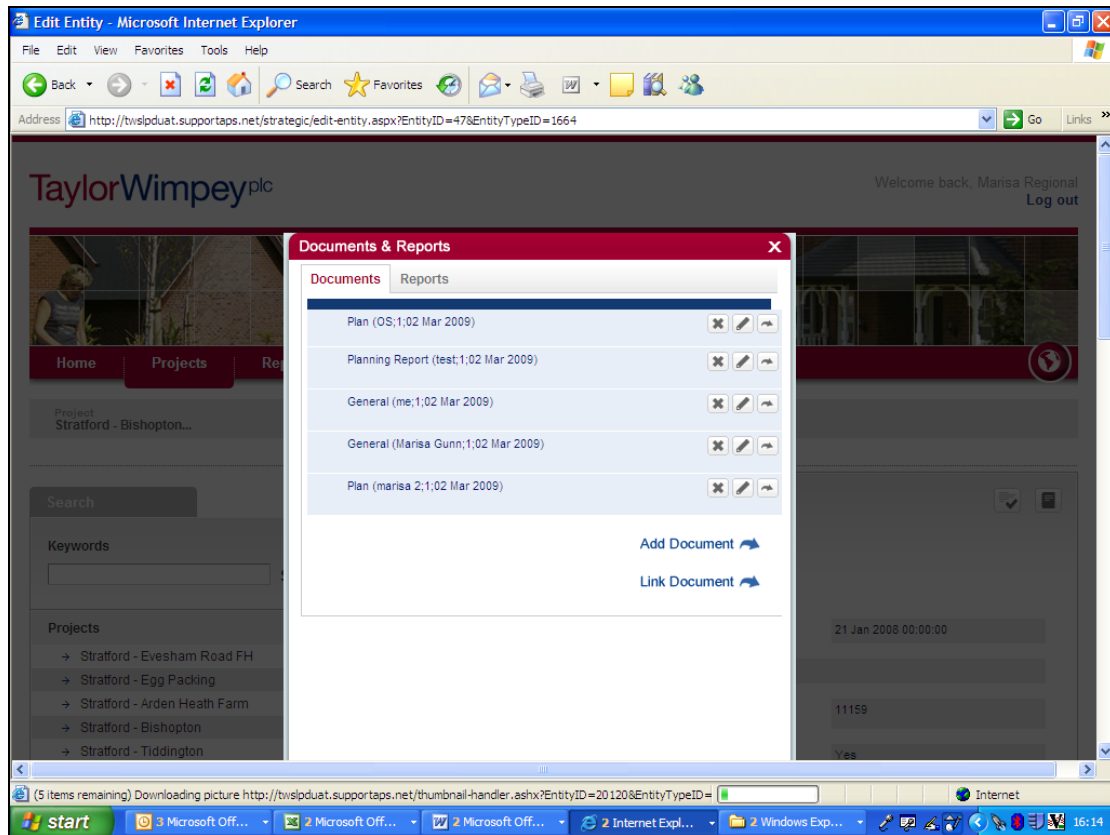 Edit Entity - Microsoft Internet Explorer
File Edit View Favorites Tools Help
Back Search Favorites
Address http://twslpduat.supportaps.net/strategic/edit-entity.aspx?EntityID=47&EntityTypeID=1664 Go Links »
TaylorWimpeyplc
Welcome back, Marisa Regional
Log out
Documents & Reports X
Documents Reports
Plan (OS;1;02 Mar 2009)
Planning Report (test;1;02 Mar 2009)
Home Projects Re
General (me;1;02 Mar 2009)
Project
Stratford - Bishopton...
General (Marisa Gunn;1;02 Mar 2009)
Plan (marisa 2;1;02 Mar 2009)
Search
Keywords
Add Document
Link Document
Projects
21 Jan 2008 00:00:00
Stratford - Evesham Road FH
Stratford - Egg Packing
Stratford - Arden Heath Farm
11159
Stratford - Bishopton
Stratford - Tiddington
Yes
(5 items remaining) Downloading picture http://twslpduat.supportaps.net/thumbnail-handler.ashx?EntityID=20120&EntityTypeID= Internet
start 3 Microsoft Off... 2 Microsoft Off... 2 Microsoft Off... 2 Internet Expl... 2 Windows Exp... 16:14